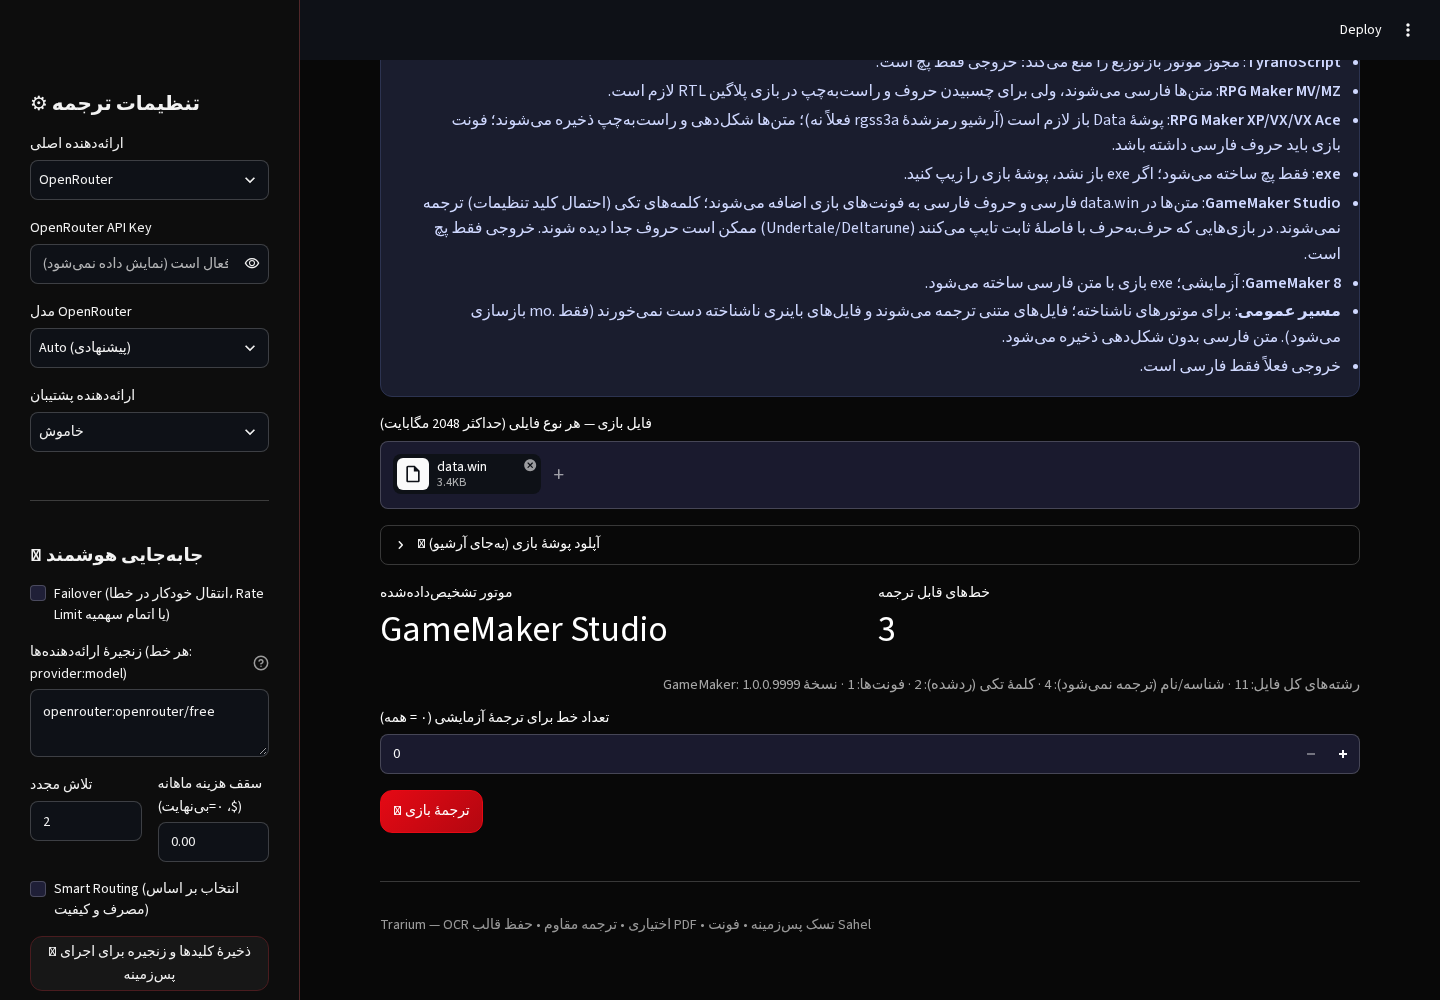 Deploy
تنظیمات ترجمه
ارائه‌دهنده اصلی
OpenRouter
OpenRouter API Key
فعال است (نمایش داده نمی‌شود)
مدل OpenRouter
Auto (پیشنهادی)
ارائه‌دهنده پشتیبان
خاموش
جابه‌جایی هوشمند
Failover (انتقال خودکار در خطا، Rate
Limit یا اتمام سهمیه)
زنجیرهٔ ارائه‌دهنده‌ها (هر خط:
provider:model)
openrouter:openrouter/free
تلاش مجدد
2
سقف هزینه ماهانه
($، ۰=بی‌نهایت)
0.00
Smart Routing (انتخاب بر اساس
مصرف و کیفیت)
ذخیرهٔ کلیدها و زنجیره برای اجرای
پس‌زمینه
TyranoScript: مجوز موتور بازتوزیع را منع می‌کند؛ خروجی فقط پچ است.
RPG Maker MV/MZ: متن‌ها فارسی می‌شوند، ولی برای چسبیدن حروف و راست‌به‌چپ در بازی پلاگین RTL لازم است.
RPG Maker XP/VX/VX Ace: پوشهٔ Data باز لازم است (آرشیو رمزشدهٔ rgss3a فعلاً نه)؛ متن‌ها شکل‌دهی و راست‌به‌چپ ذخیره می‌شوند؛ فونت
بازی باید حروف فارسی داشته باشد.
exe: فقط پچ ساخته می‌شود؛ اگر exe باز نشد، پوشهٔ بازی را زیپ کنید.
GameMaker Studio: متن‌ها در data.win فارسی و حروف فارسی به فونت‌های بازی اضافه می‌شوند؛ کلمه‌های تکی (احتمال کلید تنظیمات) ترجمه
نمی‌شوند. در بازی‌هایی که حرف‌به‌حرف با فاصلهٔ ثابت تایپ می‌کنند (Undertale/Deltarune) ممکن است حروف جدا دیده شوند. خروجی فقط پچ
است.
GameMaker 8: آزمایشی؛ exe بازی با متن فارسی ساخته می‌شود.
مسیر عمومی: برای موتورهای ناشناخته؛ فایل‌های متنی ترجمه می‌شوند و فایل‌های باینری ناشناخته دست نمی‌خورند (فقط .mo بازسازی
می‌شود). متن فارسی بدون شکل‌دهی ذخیره می‌شود.
خروجی فعلاً فقط فارسی است.
فایل بازی — هر نوع فایلی (حداکثر 2048 مگابایت)
data.win
3.4KB
آپلود پوشهٔ بازی (به‌جای آرشیو)
موتور تشخیص‌داده‌شده
GameMaker Studio
خط‌های قابل ترجمه
3
رشته‌های کل فایل: 11 · شناسه/نام (ترجمه نمی‌شود): 4 · کلمهٔ تکی (ردشده): 2 · فونت‌ها: 1 · نسخهٔ GameMaker: 1.0.0.9999
تعداد خط برای ترجمهٔ آزمایشی (۰ = همه)
0
ترجمهٔ بازی
Trarium — OCR تسک پس‌زمینه • فونت • PDF اختیاری • ترجمه مقاوم • حفظ قالب Sahel